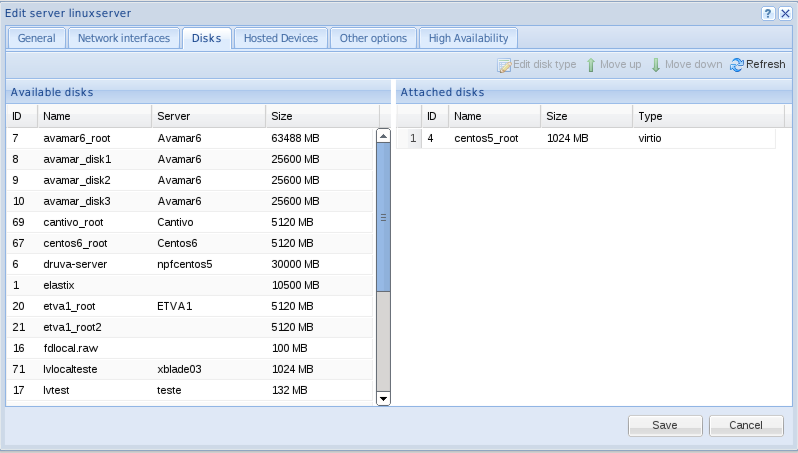 Edit server linuxserver
General Network interfaces Disks Hosted Devices Other options High Availability
Edit disk type Move up Move down Refresh
Available disks
ID Name Server Size
7 avamar6_root Avamar6 63488 MB
8 avamar_disk1 Avamar6 25600 MB
9 avamar_disk2 Avamar6 25600 MB
10 avamar_disk3 Avamar6 25600 MB
69 cantivo_root Cantivo 5120 MB
67 centos6_root Centos6 5120 MB
6 druva-server npfcentos5 30000 MB
1 elastix 10500 MB
20 etva1_root ETVA1 5120 MB
21 etva1_root2 5120 MB
16 fdlocal.raw 100 MB
71 lvlocalteste xblade03 1024 MB
17 lvtest teste 132 MB
Attached disks
ID Name Size Type
1 4 centos5_root 1024 MB virtio
Save Cancel